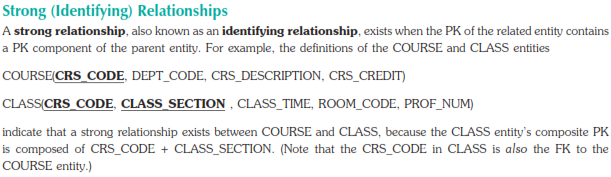 Strong (Identifying) Relationships
A strong relationship, also known as an identifying relationship, exists when the PK of the related entity contains
a PK component of the parent entity. For example, the definitions of the COURSE and CLASS entities
COURSE(CRS_CODE, DEPT_CODE, CRS_DESCRIPTION, CRS_CREDIT)
CLASS(CRS_CODE, CLASS_SECTION , CLASS_TIME, ROOM_CODE, PROF_NUM)
indicate that a strong relationship exists between COURSE and CLASS, because the CLASS entity's composite PK
is composed of CRS_CODE + CLASS_SECTION. (Note that the CRS_CODE in CLASS is also the FK to the
COURSE entity.)